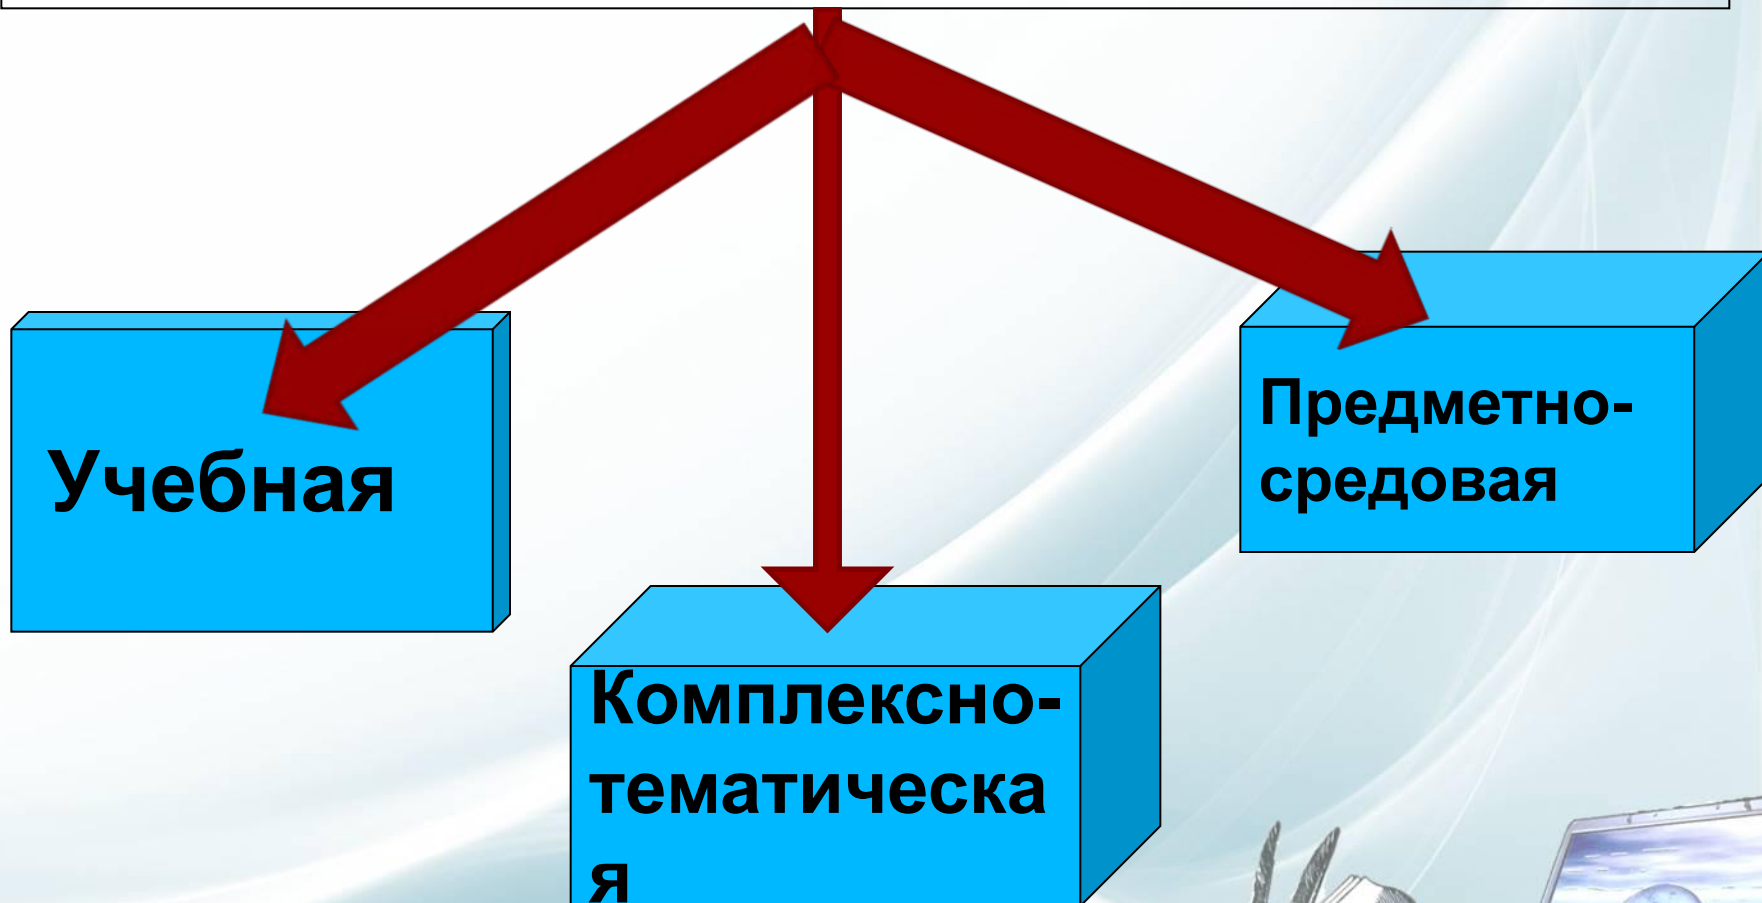 Учебная
Предметно-
средовая
Комплексно-
тематическа
я